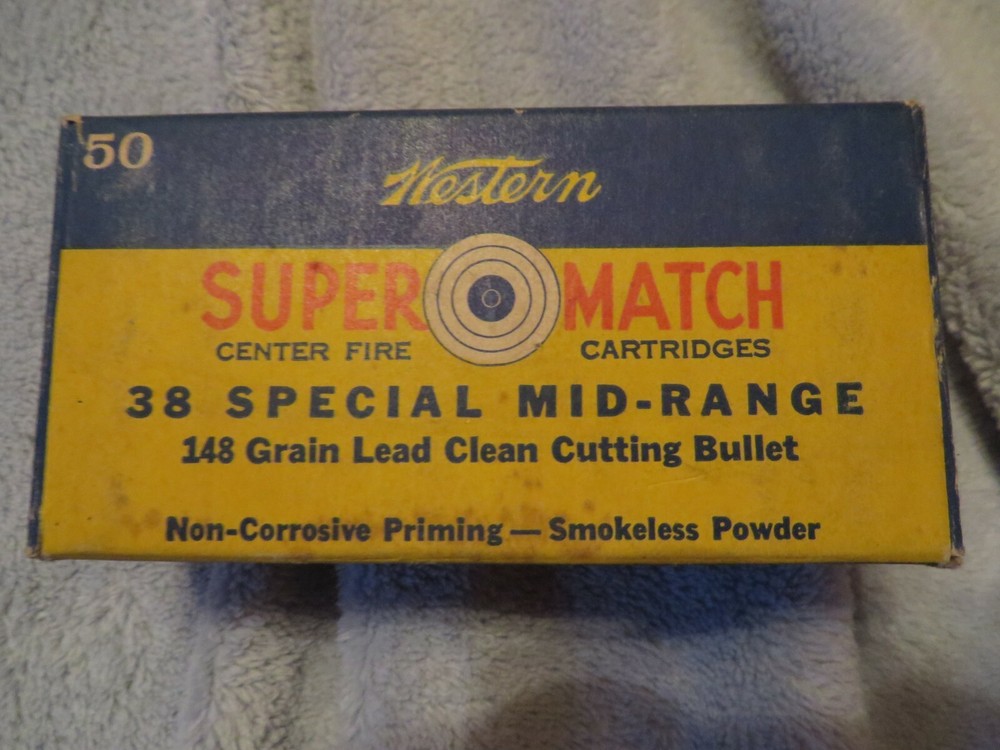 50
Western
SUPER MATCH
CENTER FIRE CARTRIDGES
38 SPECIAL MID-RANGE
148 Grain Lead Clean Cutting Bullet
Non-Corrosive Priming — Smokeless Powder